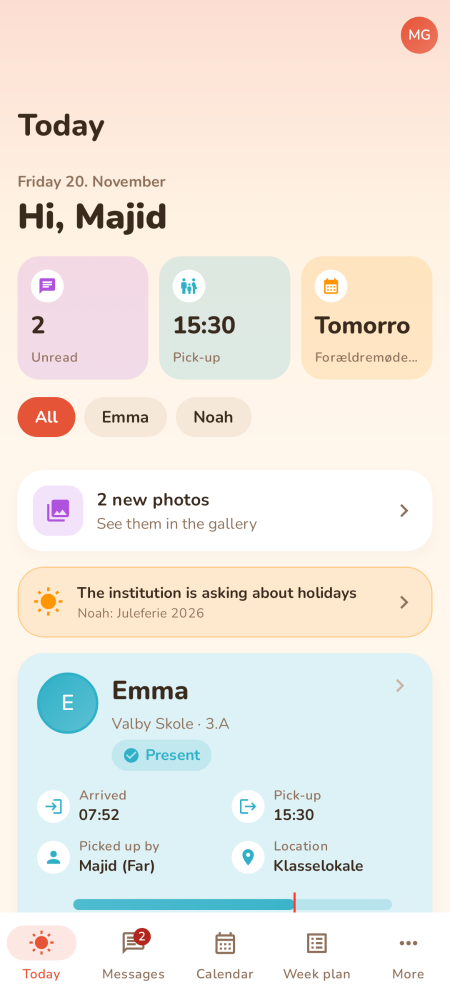 MG
Today
Friday 20. November
Hi, Majid
2
Unread
15:30
Pick-up
Tomorro
Forældremøde...
All
Emma
Noah
2 new photos
See them in the gallery
The institution is asking about holidays
Noah: Juleferie 2026
E
Emma
Valby Skole · 3.A
Present
Arrived
07:52
Pick-up
15:30
Picked up by
Majid (Far)
Location
Klasselokale
2
Today
Messages
Calendar
Week plan
More